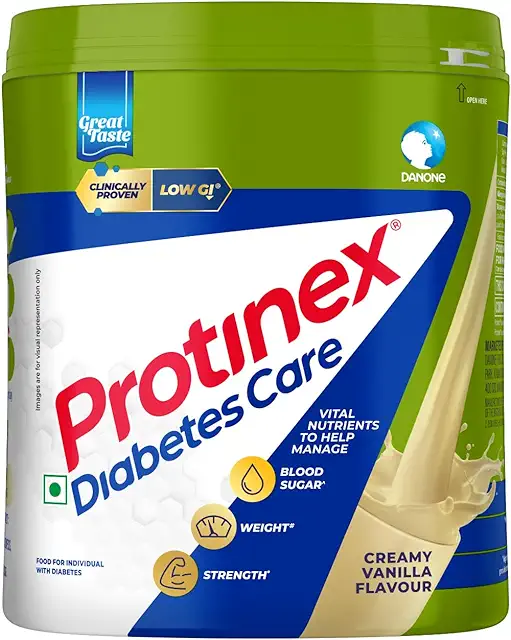 Great
Taste
CLINICALLY
PROVEN
LOW GI®
OPEN HERE
DANONE
Protinex®
Diabetes Care
Images are for visual representation only
VITAL
NUTRIENTS
TO HELP
MANAGE
BLOOD
SUGAR^
WEIGHT#
STRENGTH*
FOOD FOR INDIVIDUAL
WITH DIABETES
CREAMY
VANILLA
FLAVOUR